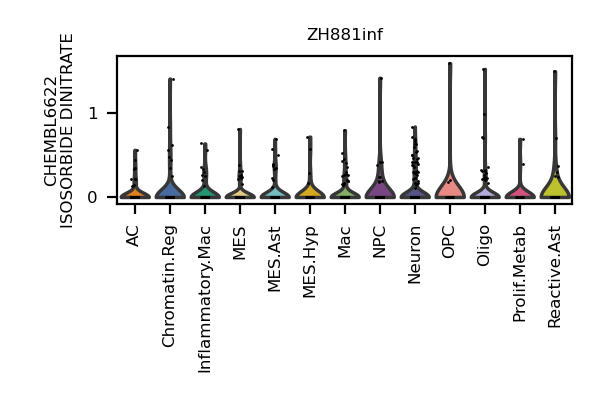 ZH881inf
CHEMBL6622
ISOSORBIDE DINITRATE
1
0
AC
Chromatin.Reg
Inflammatory.Mac
MES
MES.Ast
MES.Hyp
Mac
NPC
Neuron
OPC
Oligo
Prolif.Metab
Reactive.Ast